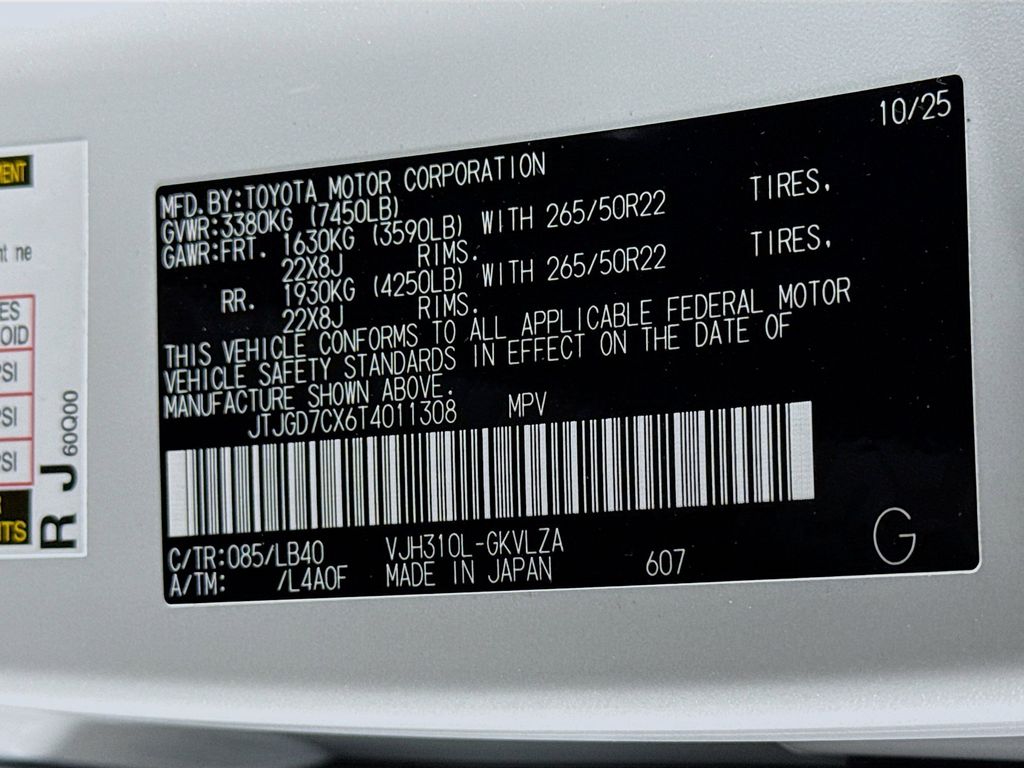 10/25
MFD.BY:TOYOTA MOTOR CORPORATION
GVWR:3380KG (7450LB)
GAWR:FRT. 1630KG (3590LB) WITH 265/50R22 TIRES,
22X8J RIMS.
RR. 1930KG (4250LB) WITH 265/50R22 TIRES,
22X8J RIMS.
THIS VEHICLE CONFORMS TO ALL APPLICABLE FEDERAL MOTOR
VEHICLE SAFETY STANDARDS IN EFFECT ON THE DATE OF
MANUFACTURE SHOWN ABOVE.
JTJGD7CX6T4011308 MPV
C/TR:085/LB40 VJH310L-GKVLZA
A/TM: /L4A0F MADE IN JAPAN 607
G
RJ
60Q00